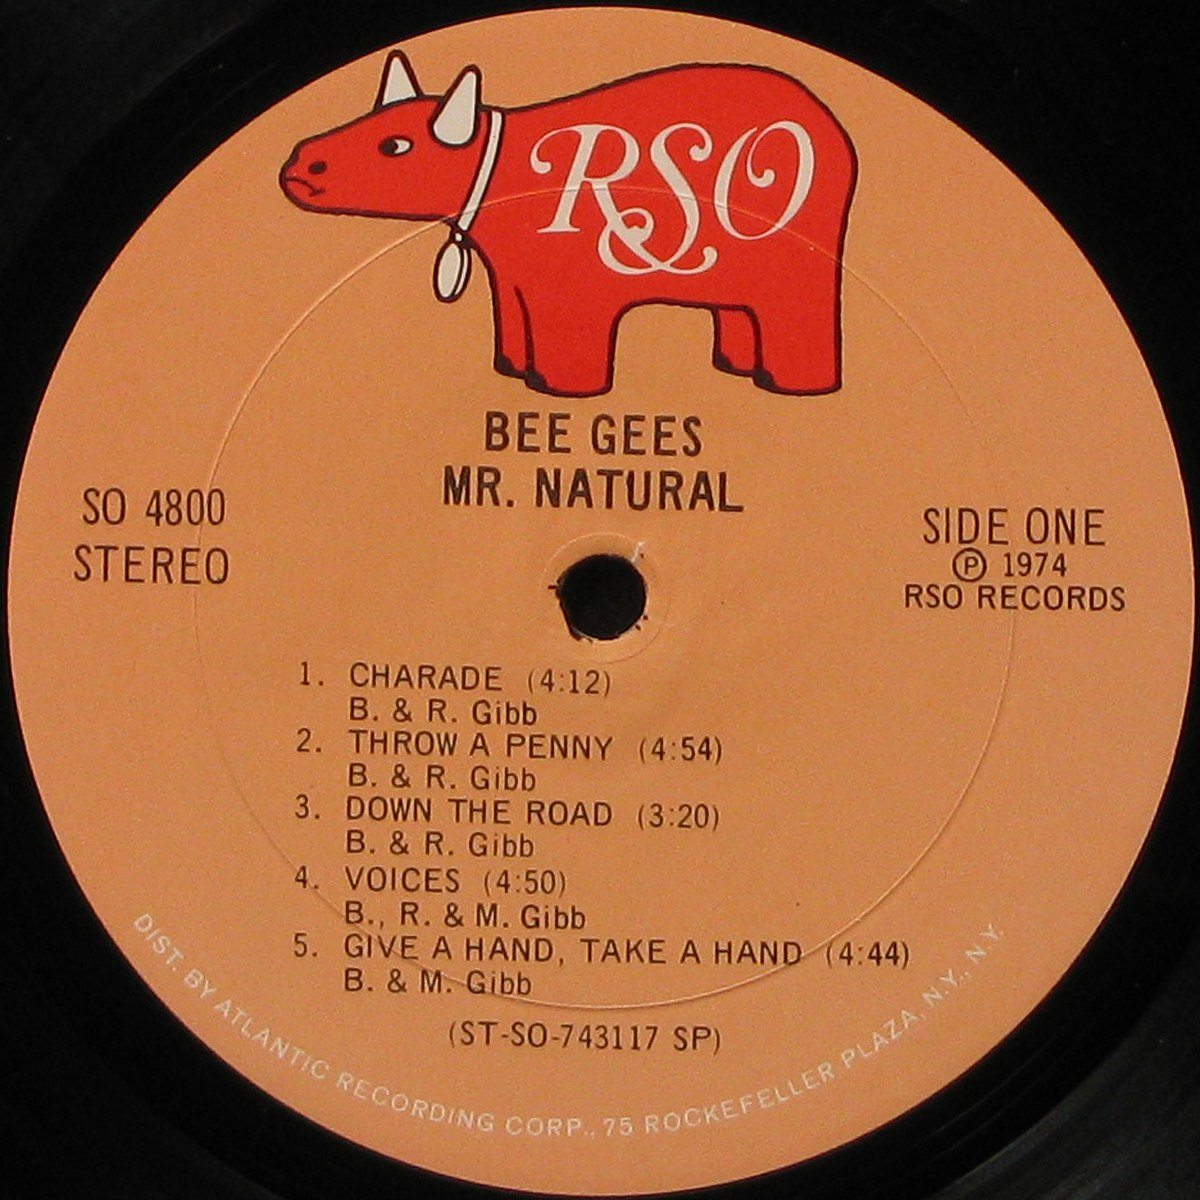 RSO
BEE GEES
MR. NATURAL
SO 4800
STEREO
SIDE ONE
Ⓟ 1974
RSO RECORDS
1. CHARADE (4:12)
B. & R. Gibb
2. THROW A PENNY (4:54)
B. & R. Gibb
3. DOWN THE ROAD (3:20)
B. & R. Gibb
4. VOICES (4:50)
B., R. & M. Gibb
5. GIVE A HAND, TAKE A HAND (4:44)
B. & M. Gibb
(ST-SO-743117 SP)
DIST. BY ATLANTIC RECORDING CORP., 75 ROCKEFELLER PLAZA, N.Y., N.Y.